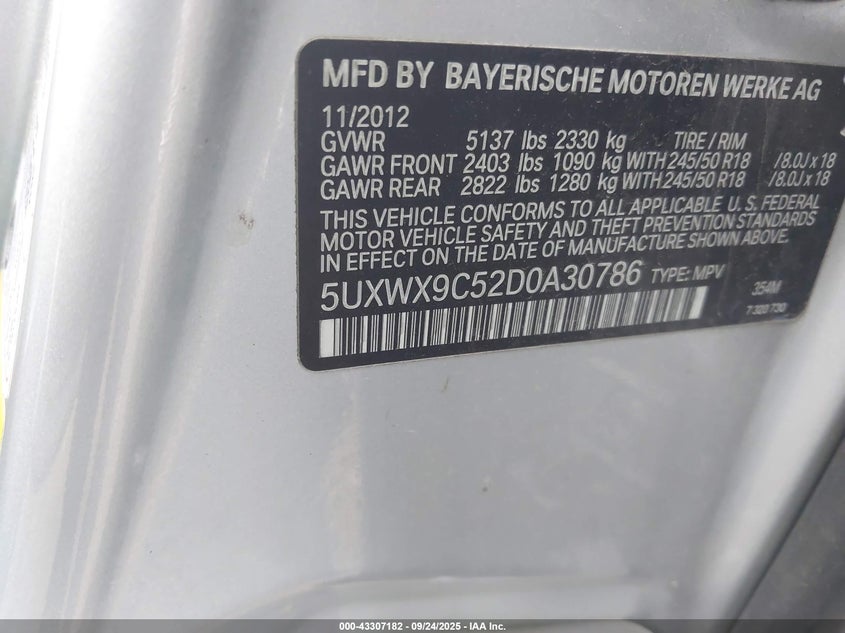 MFD BY BAYERISCHE MOTOREN WERKE AG
11/2012
GVWR 5137 lbs 2330 kg TIRE / RIM
GAWR FRONT 2403 lbs 1090 kg WITH 245/50 R18 /8.0J x 18
GAWR REAR 2822 lbs 1280 kg WITH 245/50 R18 /8.0J x 18
THIS VEHICLE CONFORMS TO ALL APPLICABLE U. S. FEDERAL
MOTOR VEHICLE SAFETY AND THEFT PREVENTION STANDARDS
IN EFFECT ON THE DATE OF MANUFACTURE SHOWN ABOVE.
5UXWX9C52D0A30786 TYPE: MPV 354M
7 320 730
000-43307182 - 09/24/2025 - IAA Inc.